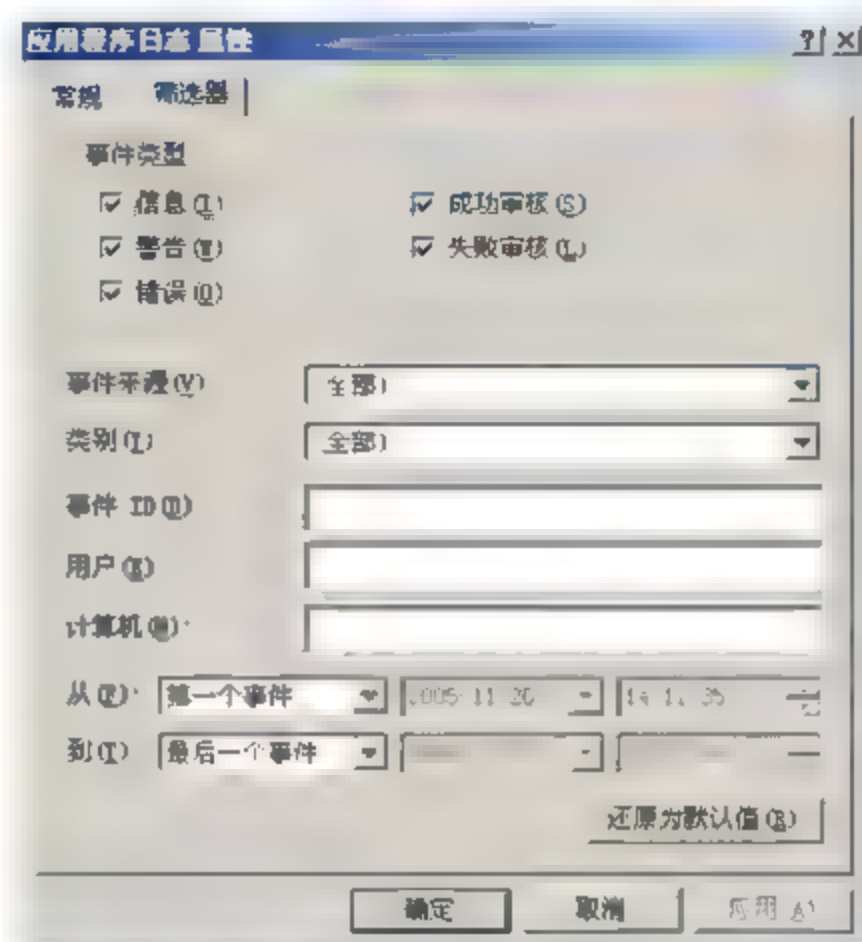 应用程序日志 属性
常规 筛选器
事件类型
信息(I) 成功审核(S)
警告(W) 失败审核(L)
错误(O)
事件来源(V) 全部)
类别(T) 全部)
事件 ID(D)
用户(E)
计算机(M):
从(F): 第一个事件 11
到(T) 最后一个事件
还原为默认值(R)
确定 取消 应用 A)